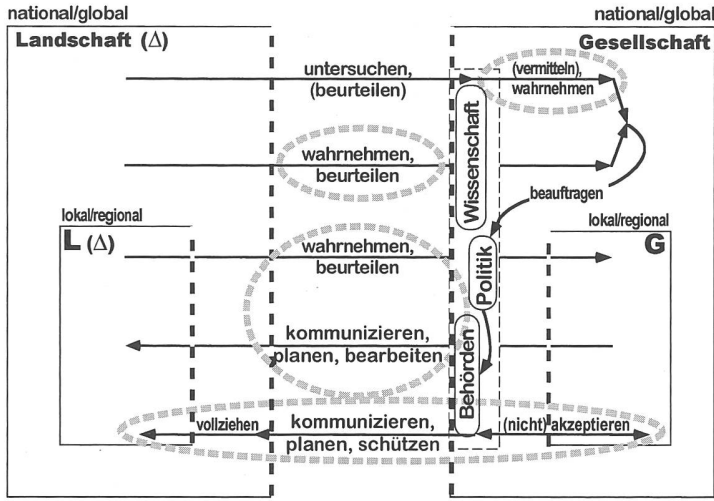 national/global
national/global
Landschaft (Δ)
Gesellschaft
untersuchen,
(beurteilen)
(vermitteln),
wahrnehmen
Wissenschaft
wahrnehmen,
beurteilen
beauftragen
lokal/regional
lokal/regional
L (Δ)
G
wahrnehmen,
beurteilen
Politik
kommunizieren,
planen, bearbeiten
Behörden
vollziehen
kommunizieren,
planen, schützen
(nicht) akzeptieren